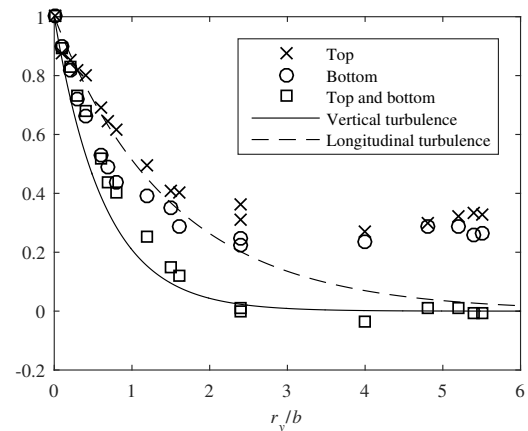 1
0.8
0.6
0.4
0.2
0
-0.2
Top
Bottom
Top and bottom
Vertical turbulence
Longitudinal turbulence
0 1 2 3 4 5 6
r_y/b